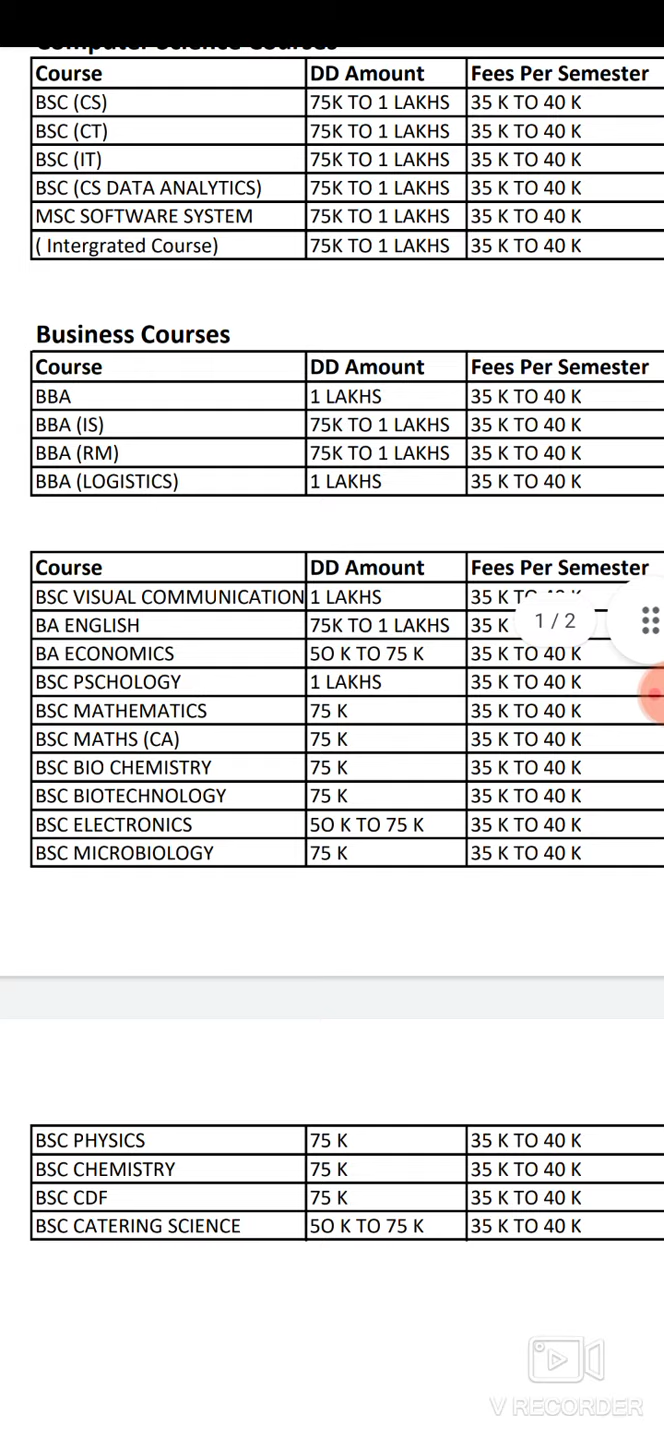 Computer Science Courses
Course DD Amount Fees Per Semester
BSC (CS) 75K TO 1 LAKHS 35 K TO 40 K
BSC (CT) 75K TO 1 LAKHS 35 K TO 40 K
BSC (IT) 75K TO 1 LAKHS 35 K TO 40 K
BSC (CS DATA ANALYTICS) 75K TO 1 LAKHS 35 K TO 40 K
MSC SOFTWARE SYSTEM 75K TO 1 LAKHS 35 K TO 40 K
( Intergrated Course) 75K TO 1 LAKHS 35 K TO 40 K
Business Courses
Course DD Amount Fees Per Semester
BBA 1 LAKHS 35 K TO 40 K
BBA (IS) 75K TO 1 LAKHS 35 K TO 40 K
BBA (RM) 75K TO 1 LAKHS 35 K TO 40 K
BBA (LOGISTICS) 1 LAKHS 35 K TO 40 K
Course DD Amount Fees Per Semester
BSC VISUAL COMMUNICATION 1 LAKHS 35 K TO 40 K
BA ENGLISH 75K TO 1 LAKHS 35 K
1 / 2
BA ECONOMICS 5O K TO 75 K 35 K TO 40 K
BSC PSCHOLOGY 1 LAKHS 35 K TO 40 K
BSC MATHEMATICS 75 K 35 K TO 40 K
BSC MATHS (CA) 75 K 35 K TO 40 K
BSC BIO CHEMISTRY 75 K 35 K TO 40 K
BSC BIOTECHNOLOGY 75 K 35 K TO 40 K
BSC ELECTRONICS 5O K TO 75 K 35 K TO 40 K
BSC MICROBIOLOGY 75 K 35 K TO 40 K
BSC PHYSICS 75 K 35 K TO 40 K
BSC CHEMISTRY 75 K 35 K TO 40 K
BSC CDF 75 K 35 K TO 40 K
BSC CATERING SCIENCE 5O K TO 75 K 35 K TO 40 K
V RECORDER